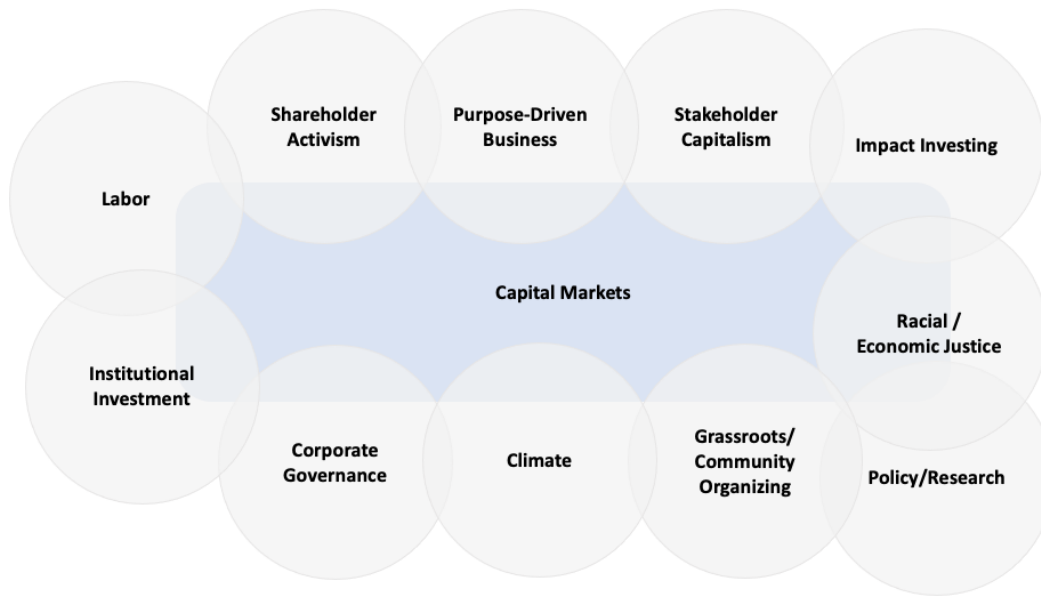 Shareholder
Activism
Purpose-Driven
Business
Stakeholder
Capitalism
Impact Investing
Labor
Capital Markets
Racial /
Economic Justice
Institutional
Investment
Corporate
Governance
Climate
Grassroots/
Community
Organizing
Policy/Research